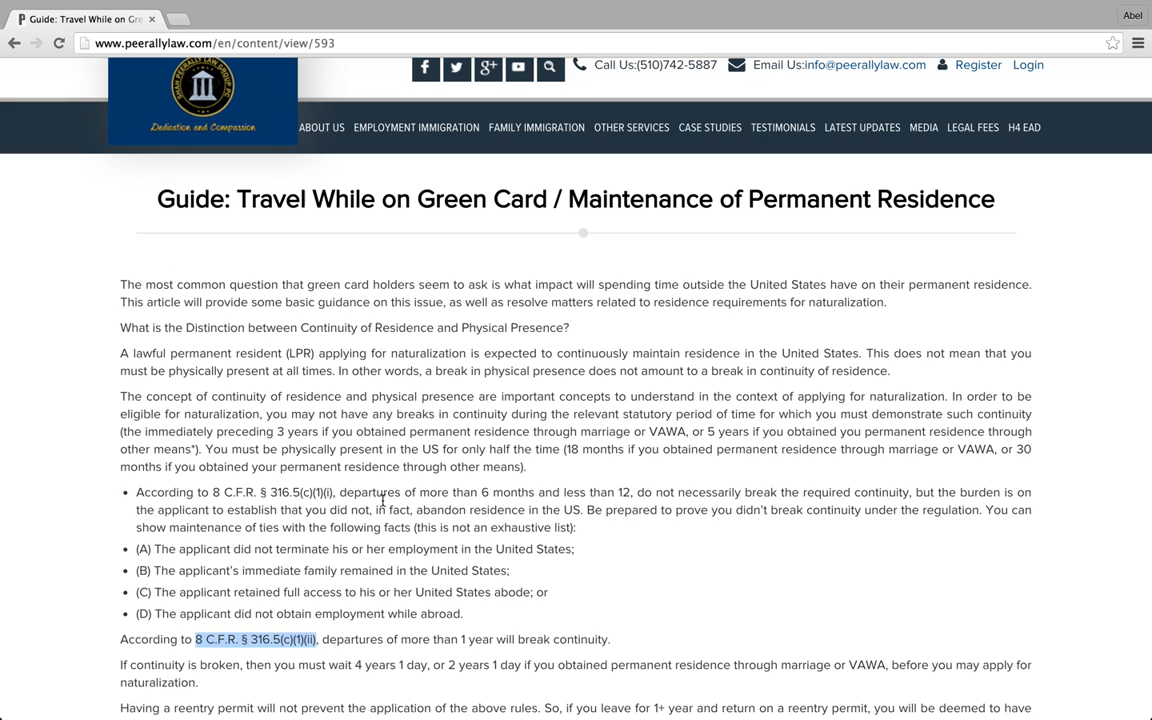 Guide: Travel While on Gre
Abel
www.peerallylaw.com/en/content/view/593
SHAH PEERALLY LAW GROUP PC
Dedication and Compassion
Call Us:(510)742-5887 Email Us:info@peerallylaw.com Register Login
ABOUT US EMPLOYMENT IMMIGRATION FAMILY IMMIGRATION OTHER SERVICES CASE STUDIES TESTIMONIALS LATEST UPDATES MEDIA LEGAL FEES H4 EAD
Guide: Travel While on Green Card / Maintenance of Permanent Residence
The most common question that green card holders seem to ask is what impact will spending time outside the United States have on their permanent residence.
This article will provide some basic guidance on this issue, as well as resolve matters related to residence requirements for naturalization.
What is the Distinction between Continuity of Residence and Physical Presence?
A lawful permanent resident (LPR) applying for naturalization is expected to continuously maintain residence in the United States. This does not mean that you
must be physically present at all times. In other words, a break in physical presence does not amount to a break in continuity of residence.
The concept of continuity of residence and physical presence are important concepts to understand in the context of applying for naturalization. In order to be
eligible for naturalization, you may not have any breaks in continuity during the relevant statutory period of time for which you must demonstrate such continuity
(the immediately preceding 3 years if you obtained permanent residence through marriage or VAWA, or 5 years if you obtained you permanent residence through
other means*). You must be physically present in the US for only half the time (18 months if you obtained permanent residence through marriage or VAWA, or 30
months if you obtained your permanent residence through other means).
• According to 8 C.F.R. § 316.5(c)(1)(i), departures of more than 6 months and less than 12, do not necessarily break the required continuity, but the burden is on
the applicant to establish that you did not, in fact, abandon residence in the US. Be prepared to prove you didn't break continuity under the regulation. You can
show maintenance of ties with the following facts (this is not an exhaustive list):
• (A) The applicant did not terminate his or her employment in the United States;
• (B) The applicant's immediate family remained in the United States;
• (C) The applicant retained full access to his or her United States abode; or
• (D) The applicant did not obtain employment while abroad.
According to 8 C.F.R. § 316.5(c)(1)(ii), departures of more than 1 year will break continuity.
If continuity is broken, then you must wait 4 years 1 day, or 2 years 1 day if you obtained permanent residence through marriage or VAWA, before you may apply for
naturalization.
Having a reentry permit will not prevent the application of the above rules. So, if you leave for 1+ year and return on a reentry permit, you will be deemed to have